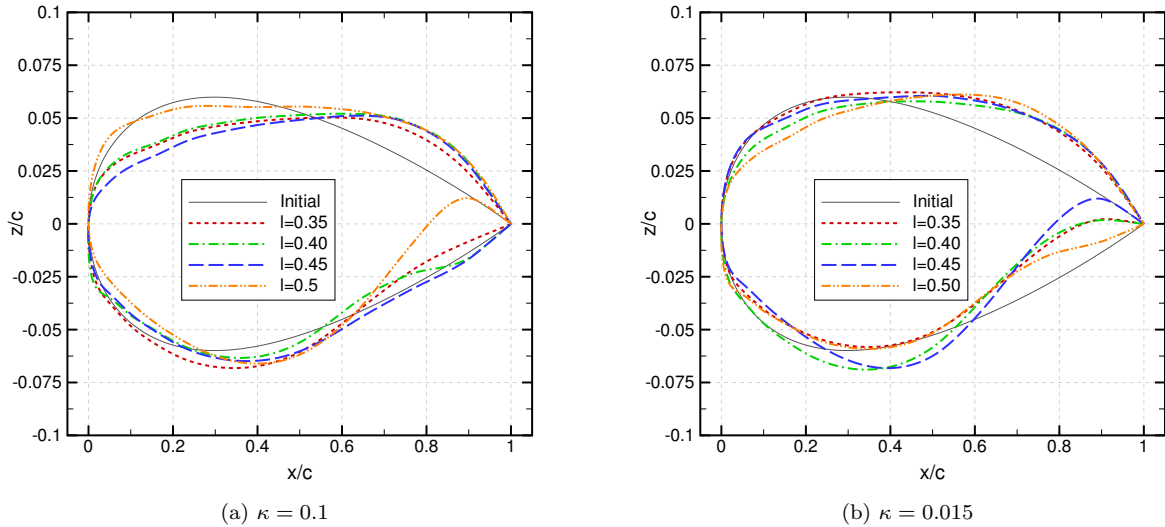 0.1
0.075
0.05
0.025
0
-0.025
-0.05
-0.075
-0.1
z/c
0 0.2 0.4 0.6 0.8 1
x/c
Initial
l=0.35
l=0.40
l=0.45
l=0.5
(a) κ = 0.1
0.1
0.075
0.05
0.025
0
-0.025
-0.05
-0.075
-0.1
z/c
0 0.2 0.4 0.6 0.8 1
x/c
Initial
l=0.35
l=0.40
l=0.45
l=0.50
(b) κ = 0.015